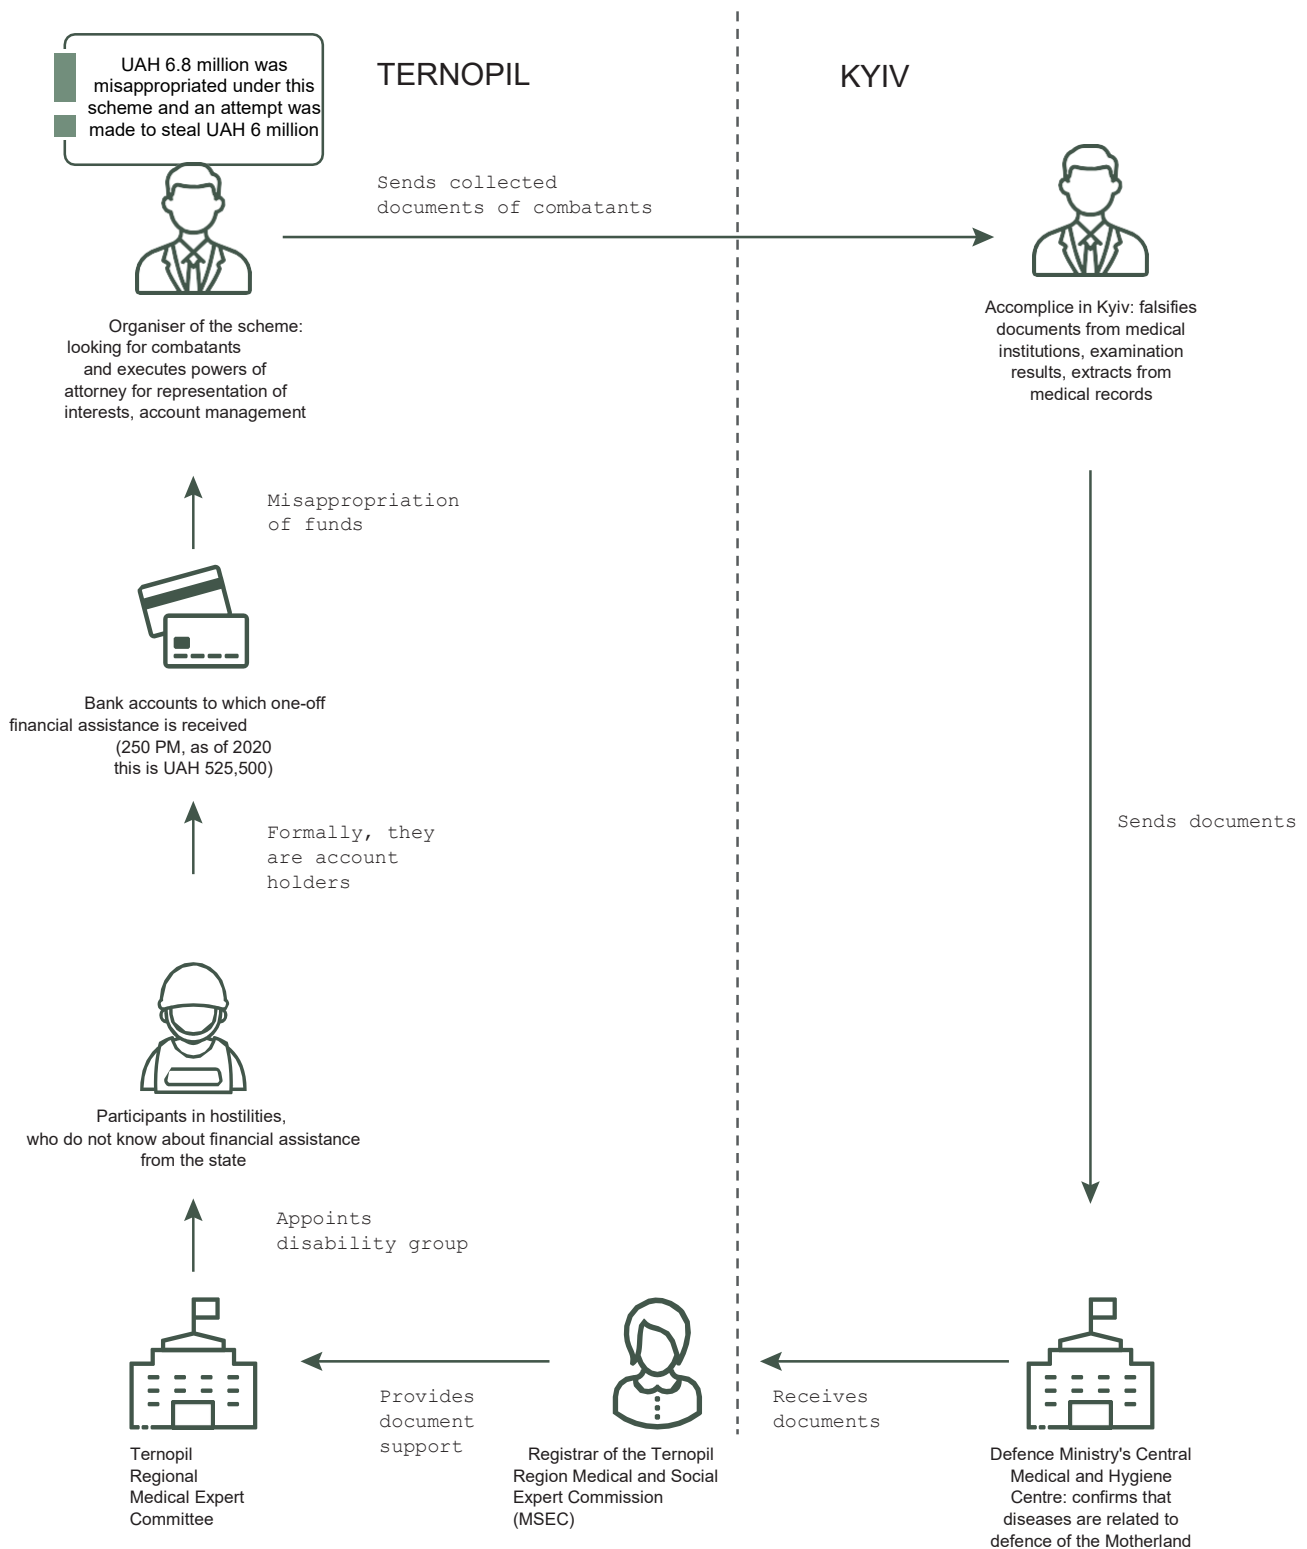 UAH 6.8 million was
misappropriated under this
scheme and an attempt was
made to steal UAH 6 million
TERNOPIL
KYIV
Sends collected
documents of combatants
Organiser of the scheme:
looking for combatants
and executes powers of
attorney for representation of
interests, account management
Accomplice in Kyiv: falsifies
documents from medical
institutions, examination
results, extracts from
medical records
Misappropriation
of funds
Bank accounts to which one-off
financial assistance is received
(250 PM, as of 2020
this is UAH 525,500)
Formally, they
are account
holders
Sends documents
Participants in hostilities,
who do not know about financial assistance
from the state
Appoints
disability group
Provides
document
support
Receives
documents
Ternopil
Regional
Medical Expert
Committee
Registrar of the Ternopil
Region Medical and Social
Expert Commission
(MSEC)
Defence Ministry's Central
Medical and Hygiene
Centre: confirms that
diseases are related to
defence of the Motherland